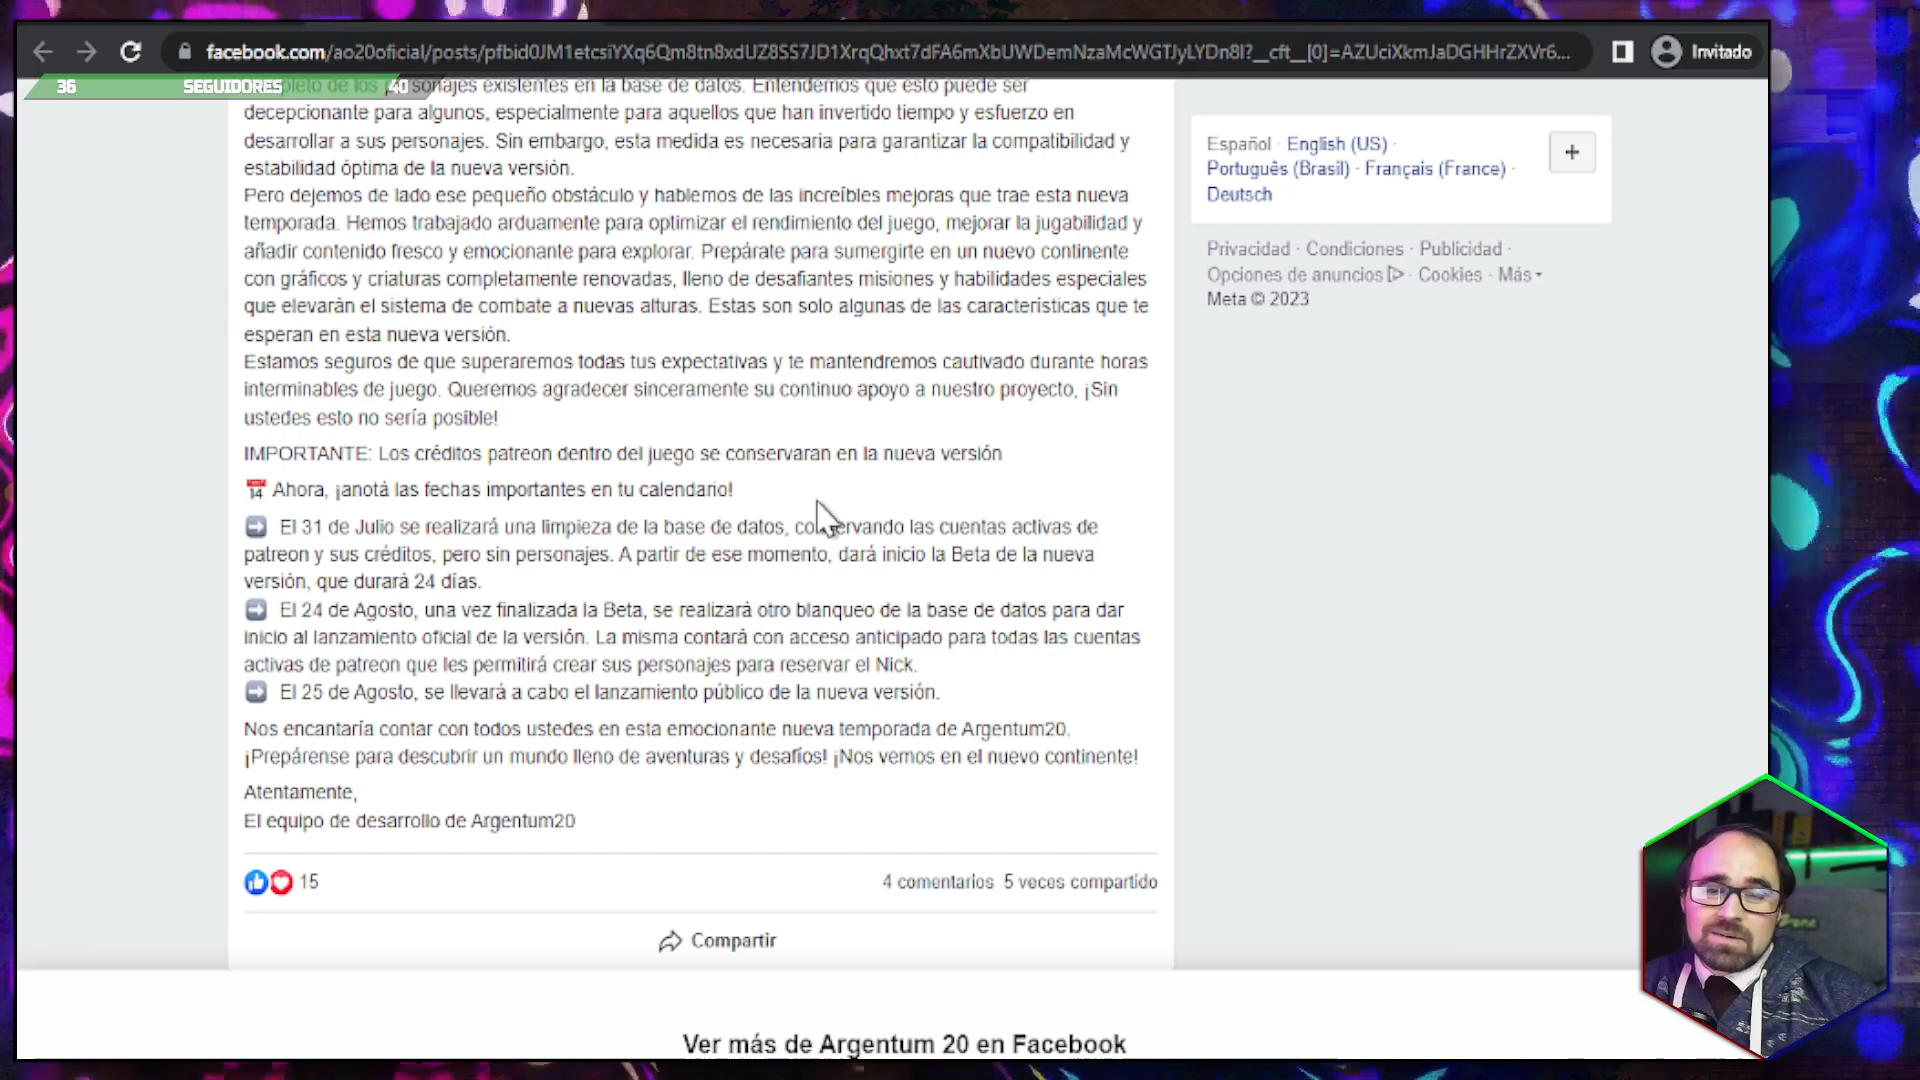 facebook.com/ao20oficial/posts/pfbid0JM1etcsiYXq6Qm8tn8xdUZ8SS7JD1XrqQhxt7dFA6mXbUWDemNzaMcWGTJyLYDn8l?__cft__[0]=AZUciXkmJaDGHHrZXVr6...
Invitado
36 SEGUIDORES 40
de los personajes existentes en la base de datos. Entendemos que esto puede ser
decepcionante para algunos, especialmente para aquellos que han invertido tiempo y esfuerzo en
desarrollar a sus personajes. Sin embargo, esta medida es necesaria para garantizar la compatibilidad y
estabilidad óptima de la nueva versión.
Pero dejemos de lado ese pequeño obstáculo y hablemos de las increíbles mejoras que trae esta nueva
temporada. Hemos trabajado arduamente para optimizar el rendimiento del juego, mejorar la jugabilidad y
añadir contenido fresco y emocionante para explorar. Prepárate para sumergirte en un nuevo continente
con gráficos y criaturas completamente renovadas, lleno de desafiantes misiones y habilidades especiales
que elevarán el sistema de combate a nuevas alturas. Estas son solo algunas de las características que te
esperan en esta nueva versión.
Estamos seguros de que superaremos todas tus expectativas y te mantendremos cautivado durante horas
interminables de juego. Queremos agradecer sinceramente su continuo apoyo a nuestro proyecto, ¡Sin
ustedes esto no sería posible!
IMPORTANTE: Los créditos patreon dentro del juego se conservaran en la nueva versión
14 Ahora, ¡anotá las fechas importantes en tu calendario!
El 31 de Julio se realizará una limpieza de la base de datos, conservando las cuentas activas de
patreon y sus créditos, pero sin personajes. A partir de ese momento, dará inicio la Beta de la nueva
versión, que durará 24 días.
El 24 de Agosto, una vez finalizada la Beta, se realizará otro blanqueo de la base de datos para dar
inicio al lanzamiento oficial de la versión. La misma contará con acceso anticipado para todas las cuentas
activas de patreon que les permitirá crear sus personajes para reservar el Nick.
El 25 de Agosto, se llevará a cabo el lanzamiento público de la nueva versión.
Nos encantaría contar con todos ustedes en esta emocionante nueva temporada de Argentum20.
¡Prepárense para descubrir un mundo lleno de aventuras y desafíos! ¡Nos vemos en el nuevo continente!
Atentamente,
El equipo de desarrollo de Argentum20
15
4 comentarios 5 veces compartido
Compartir
Ver más de Argentum 20 en Facebook
Español · English (US) ·
Português (Brasil) · Français (France) ·
Deutsch
+
Privacidad · Condiciones · Publicidad ·
Opciones de anuncios · Cookies · Más
Meta © 2023